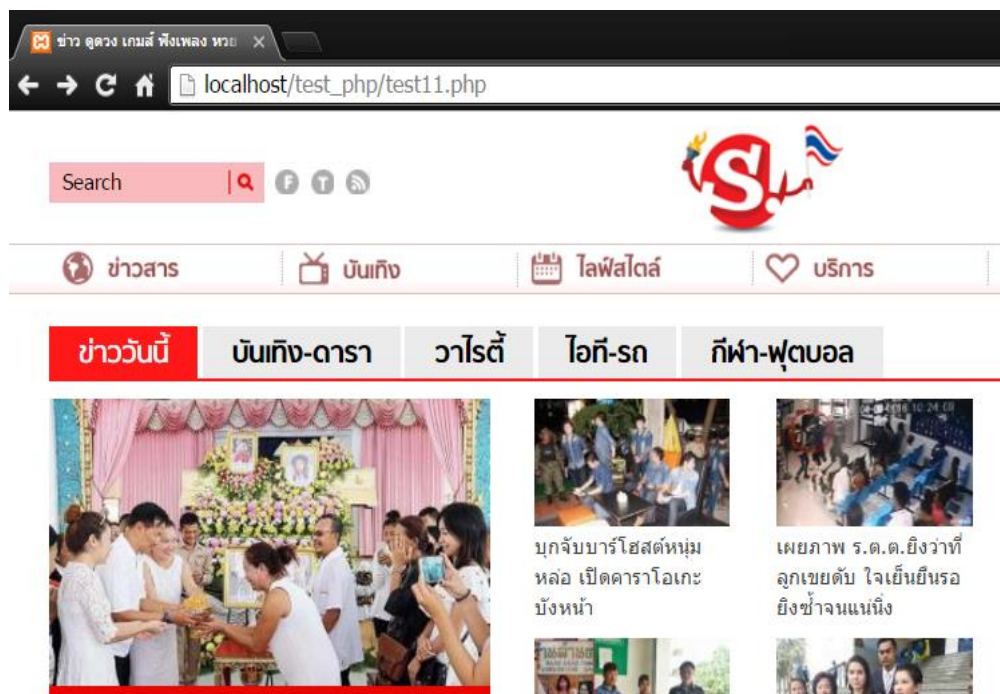 ข่าว ดูดวง เกมส์ ฟังเพลง หวย
localhost/test_php/test11.php
Search
F T
S!
ข่าวสาร บันเทิง ไลฟ์สไตล์ บริการ
ข่าววันนี้ บันเทิง-ดารา วาไรตี้ ไอที-รถ กีฬา-ฟุตบอล
บุกจับบาร์โฮสต์หนุ่ม
หล่อ เปิดคาราโอเกะ
บังหน้า
เผยภาพ ร.ต.ต.ยิงว่าที่
ลูกเขยดับ ใจเย็นยืนรอ
ยิงซ้ำจนแน่นิ่ง